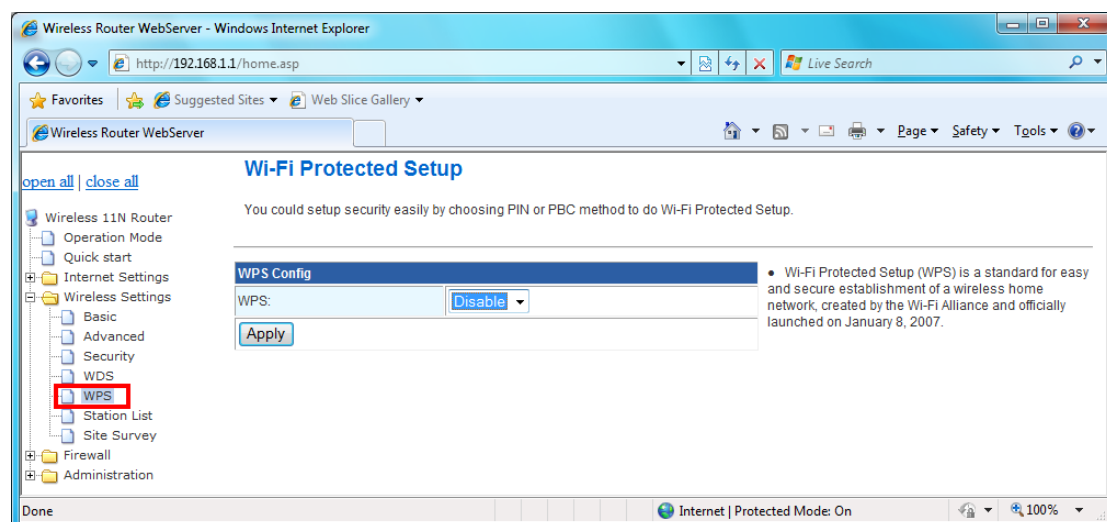 Wireless Router WebServer - Windows Internet Explorer
http://192.168.1.1/home.asp
Live Search
Favorites
Suggested Sites
Web Slice Gallery
Wireless Router WebServer
Page
Safety
Tools
open all | close all
Wireless 11N Router
Operation Mode
Quick start
Internet Settings
Wireless Settings
Basic
Advanced
Security
WDS
WPS
Station List
Site Survey
Firewall
Administration
Wi-Fi Protected Setup
You could setup security easily by choosing PIN or PBC method to do Wi-Fi Protected Setup.
WPS Config
WPS:
Disable
Apply
• Wi-Fi Protected Setup (WPS) is a standard for easy
and secure establishment of a wireless home
network, created by the Wi-Fi Alliance and officially
launched on January 8, 2007.
Done
Internet | Protected Mode: On
100%